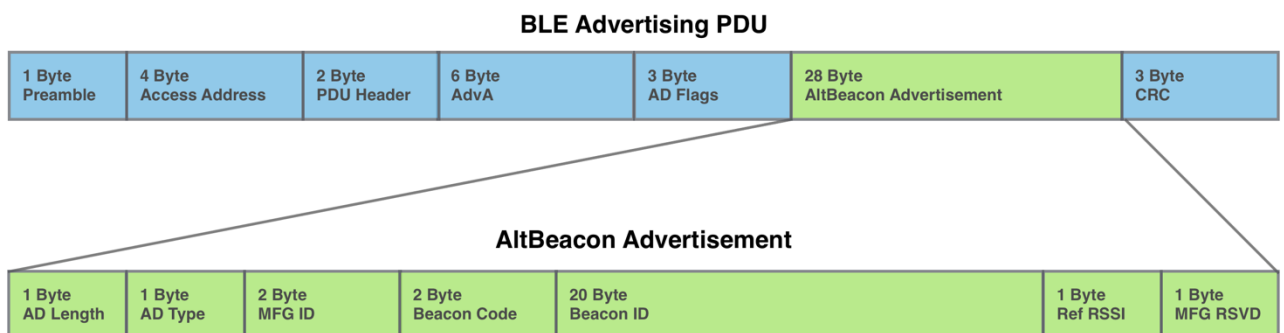 BLE Advertising PDU
1 Byte
Preamble
4 Byte
Access Address
2 Byte
PDU Header
6 Byte
AdvA
3 Byte
AD Flags
28 Byte
AltBeacon Advertisement
3 Byte
CRC
AltBeacon Advertisement
1 Byte
AD Length
1 Byte
AD Type
2 Byte
MFG ID
2 Byte
Beacon Code
20 Byte
Beacon ID
1 Byte
Ref RSSI
1 Byte
MFG RSVD